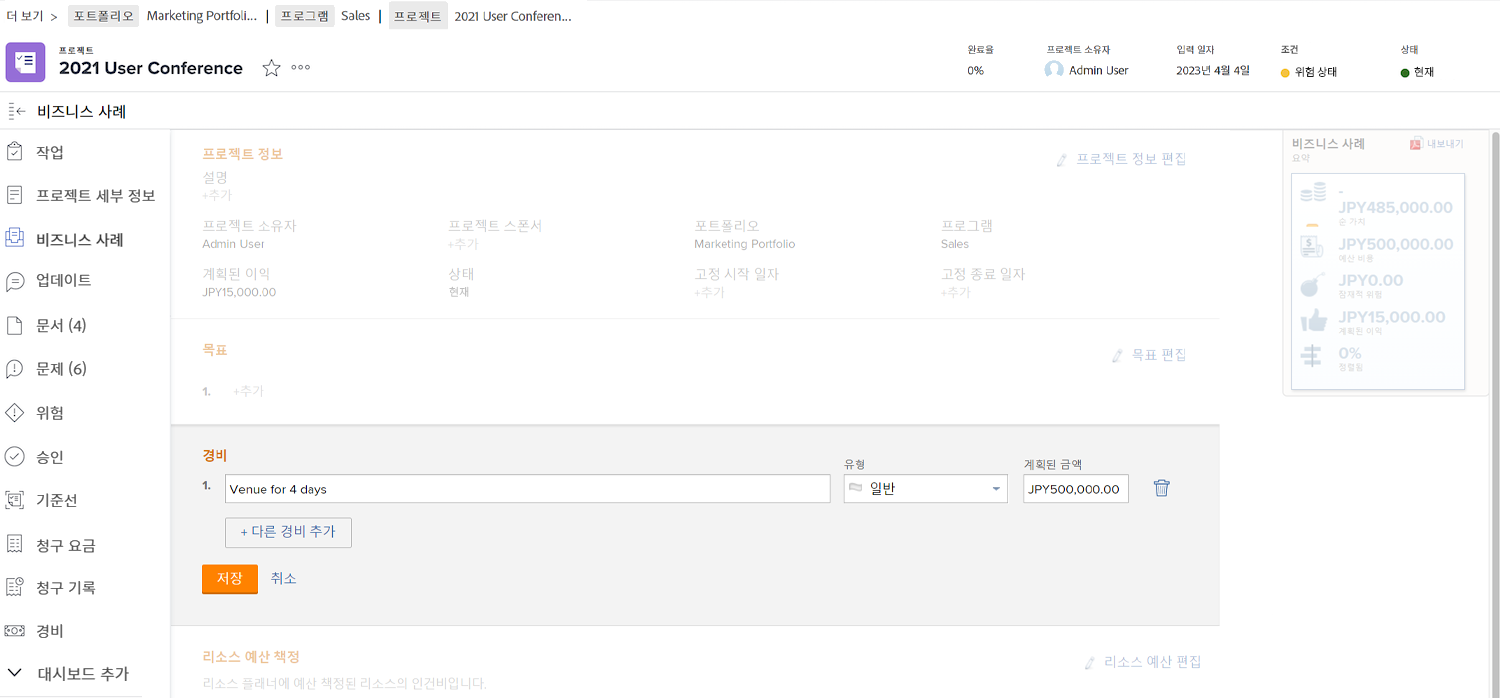 더 보기 > 포트폴리오 Marketing Portfoli... | 프로그램 Sales | 프로젝트 2021 User Conferen...
프로젝트
2021 User Conference
완료율
0%
프로젝트 소유자
Admin User
입력 일자
2023년 4월 4일
조건
위험 상태
상태
현재
비즈니스 사례
작업
프로젝트 세부 정보
비즈니스 사례
업데이트
문서 (4)
문제 (6)
위험
승인
기준선
청구 요금
청구 기록
경비
대시보드 추가
프로젝트 정보
프로젝트 정보 편집
설명
+추가
프로젝트 소유자
Admin User
프로젝트 스폰서
+추가
포트폴리오
Marketing Portfolio
프로그램
Sales
계획된 이익
JPY15,000.00
상태
현재
고정 시작 일자
+추가
고정 종료 일자
+추가
목표
목표 편집
1. +추가
경비
유형
계획된 금액
1. Venue for 4 days 일반 JPY500,000.00
+ 다른 경비 추가
저장 취소
리소스 예산 책정
리소스 예산 편집
리소스 플래너에 예산 책정된 리소스의 인건비입니다.
비즈니스 사례
내보내기
요약
-
JPY485,000.00
순 가치
JPY500,000.00
예산 비용
JPY0.00
잠재적 위험
JPY15,000.00
계획된 이익
0%
정렬됨